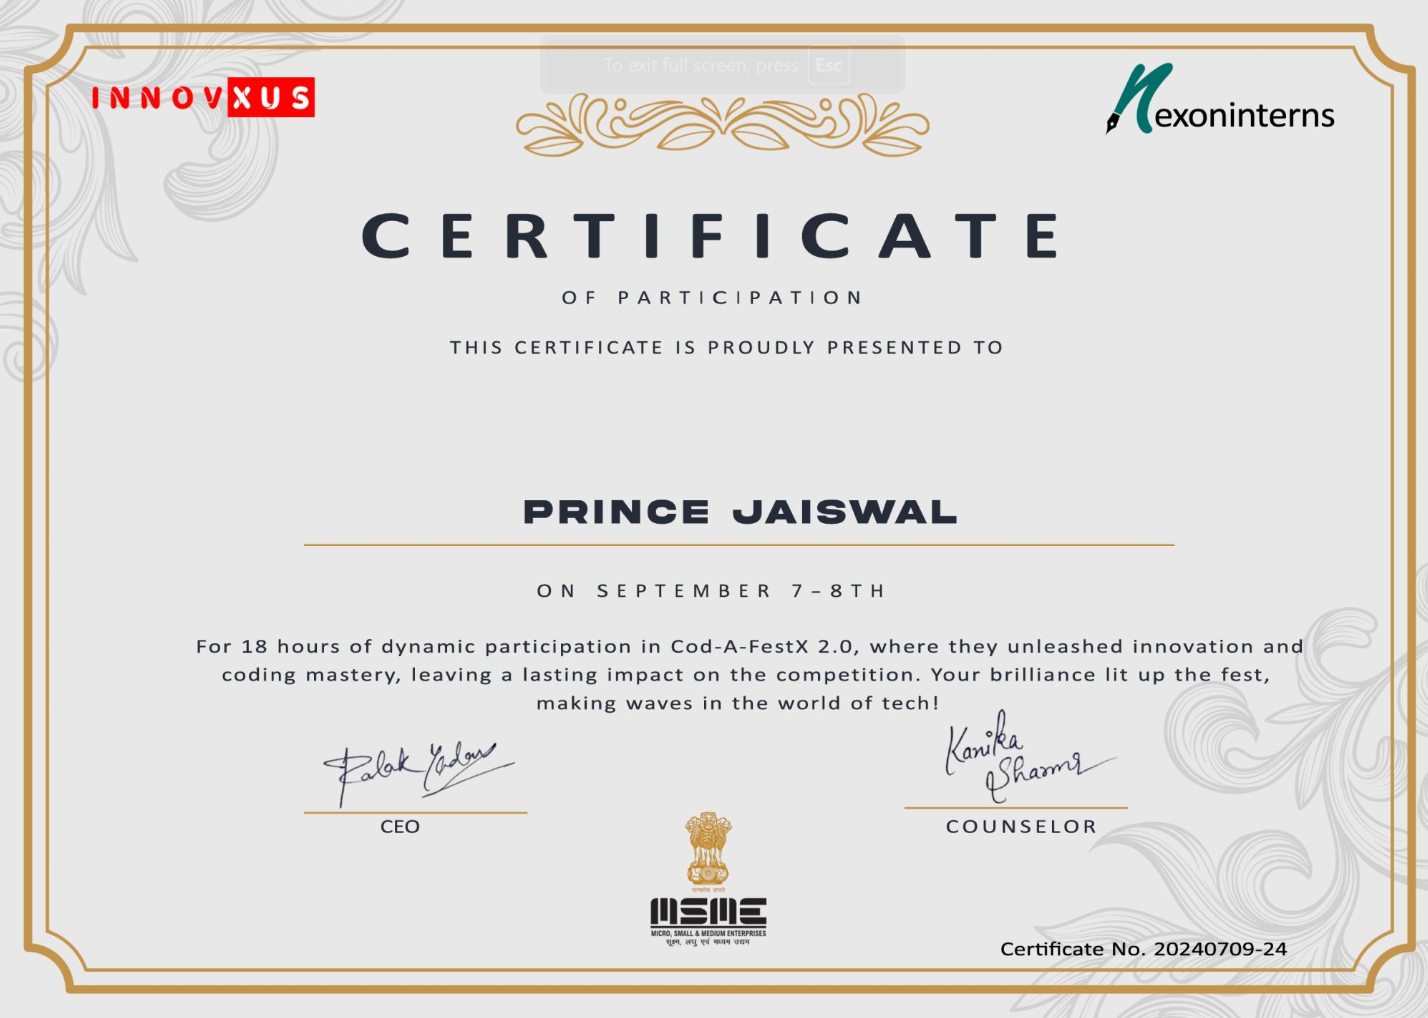 - To exit full screen, press Esc
INNOVXUS
Nexoninterns
CERTIFICATE
OF PARTICIPATION
THIS CERTIFICATE IS PROUDLY PRESENTED TO
PRINCE JAISWAL
ON SEPTEMBER 7-8TH
For 18 hours of dynamic participation in Cod-A-FestX 2.0, where they unleashed innovation and
coding mastery, leaving a lasting impact on the competition. Your brilliance lit up the fest,
making waves in the world of tech!
Palak Yadav
CEO
Kanika
Sharma
COUNSELOR
सत्यमेव जयते
MSME
MICRO, SMALL & MEDIUM ENTERPRISES
सूक्ष्म, लघु एवं मध्यम उद्यम
Certificate No. 20240709-24